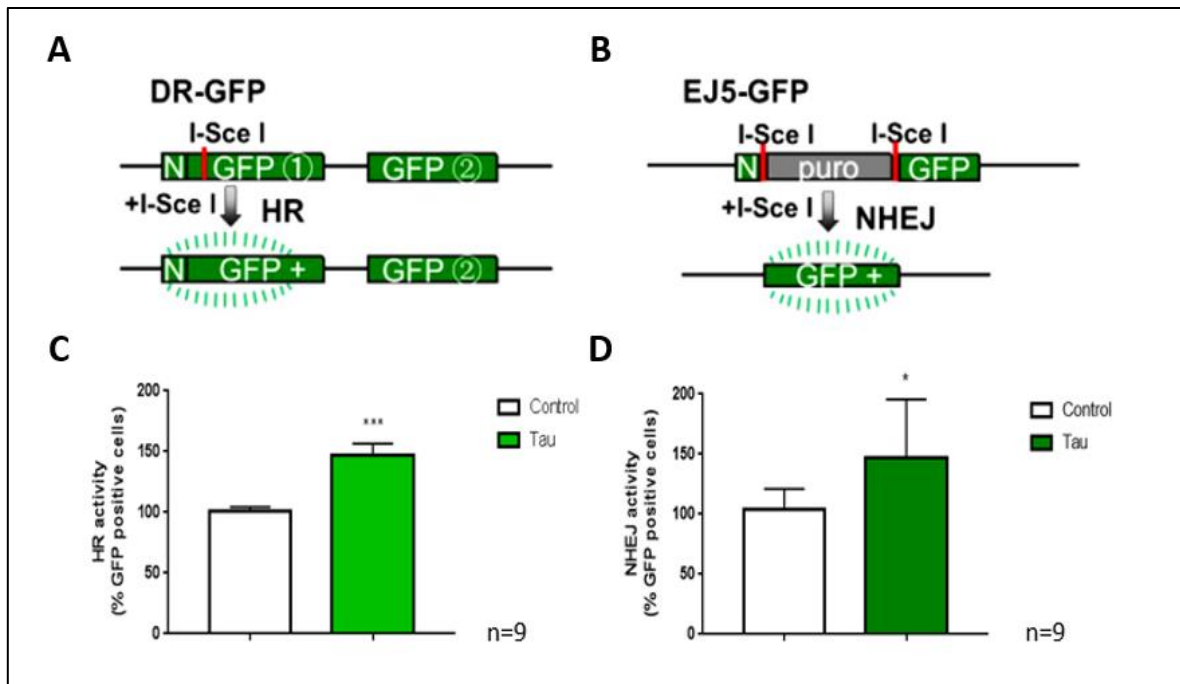 A
DR-GFP
I-Sce I
N GFP ①
GFP ②
+I-Sce I
HR
N GFP +
GFP ②
B
EJ5-GFP
I-Sce I
I-Sce I
N puro GFP
+I-Sce I
NHEJ
GFP +
C
HR activity
(% GFP positive cells)
200
150
100
50
0
***
Control
Tau
n=9
D
NHEJ activity
(% GFP positive cells)
200
150
100
50
0
*
Control
Tau
n=9